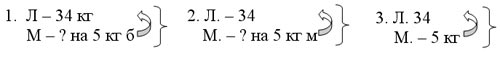 1. Л – 34 кг
М – ? на 5 кг б
2. Л. – 34
М. – ? на 5 кг м
3. Л. 34
М. – 5 кг